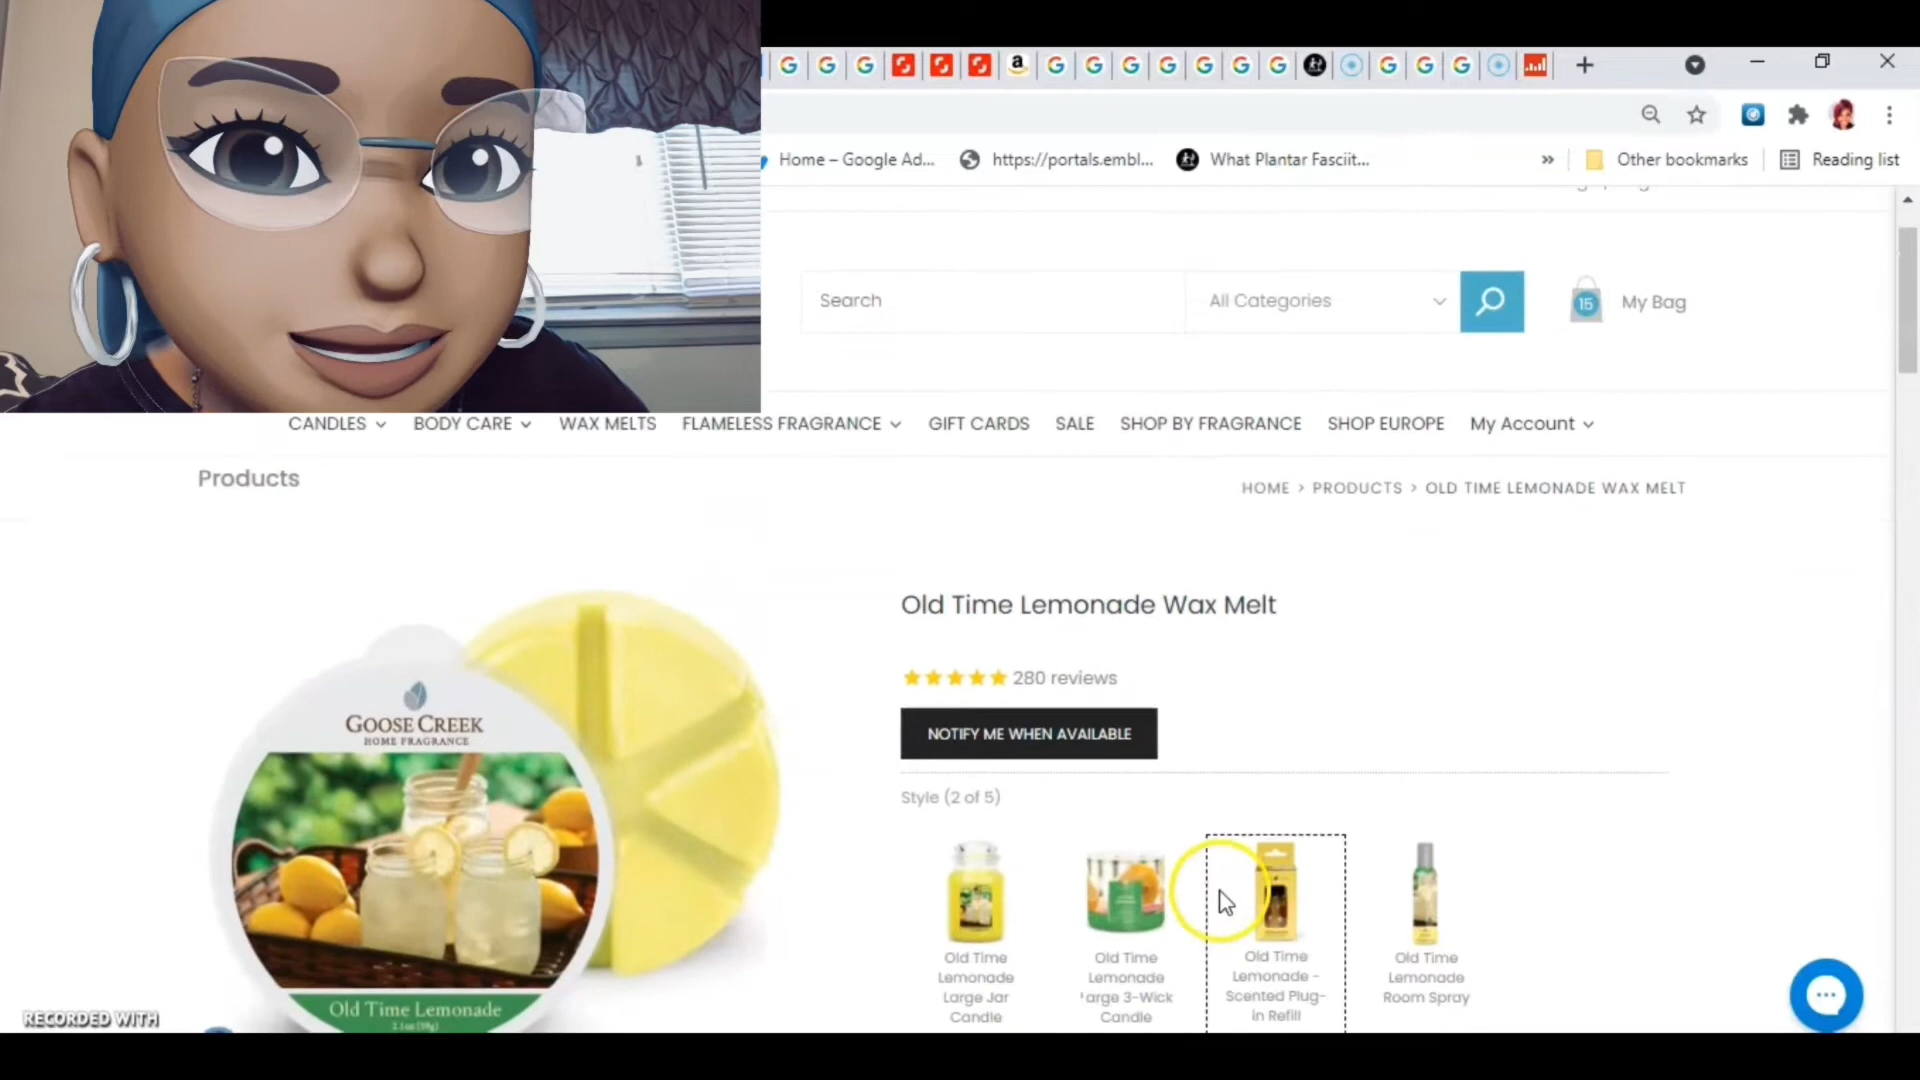 Home – Google Ad...
https://portals.embl...
What Plantar Fasciit...
»
Other bookmarks
Reading list
Search
All Categories
15
My Bag
CANDLES
BODY CARE
WAX MELTS
FLAMELESS FRAGRANCE
GIFT CARDS
SALE
SHOP BY FRAGRANCE
SHOP EUROPE
My Account
Products
HOME > PRODUCTS > OLD TIME LEMONADE WAX MELT
Old Time Lemonade Wax Melt
280 reviews
NOTIFY ME WHEN AVAILABLE
Style (2 of 5)
Old Time
Lemonade
Large Jar
Candle
Old Time
Lemonade
arge 3-Wick
Candle
Old Time
Lemonade -
Scented Plug-
in Refill
Old Time
Lemonade
Room Spray
GOOSE CREEK
HOME FRAGRANCE
Old Time Lemonade
2.1oz (59g)
RECORDED WITH